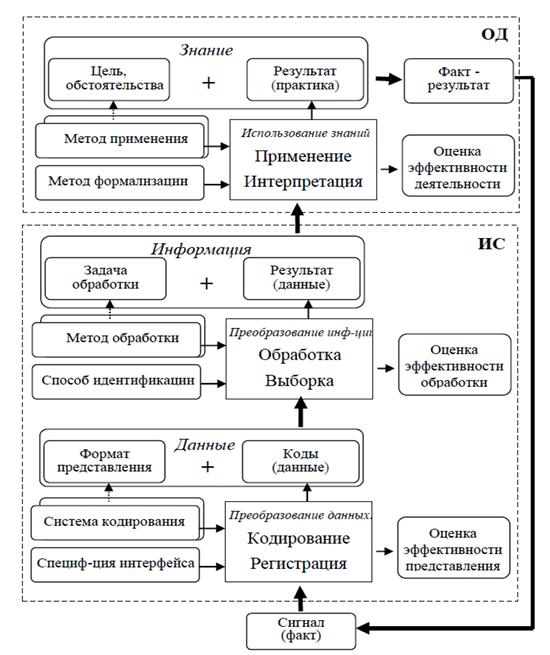 ОД
Знание
Цель,
обстоятельства
+
Результат
(практика)
Факт -
результат
Метод применения
Метод формализации
Использование знаний
Применение
Интерпретация
Оценка
эффективности
деятельности
ИС
Информация
Задача
обработки
+
Результат
(данные)
Метод обработки
Способ идентификации
Преобразование инф-ции
Обработка
Выборка
Оценка
эффективности
обработки
Данные
Формат
представления
+
Коды
(данные)
Система кодирования
Специф-ция интерфейса
Преобразование данных.
Кодирование
Регистрация
Оценка
эффективности
представления
Сигнал
(факт)